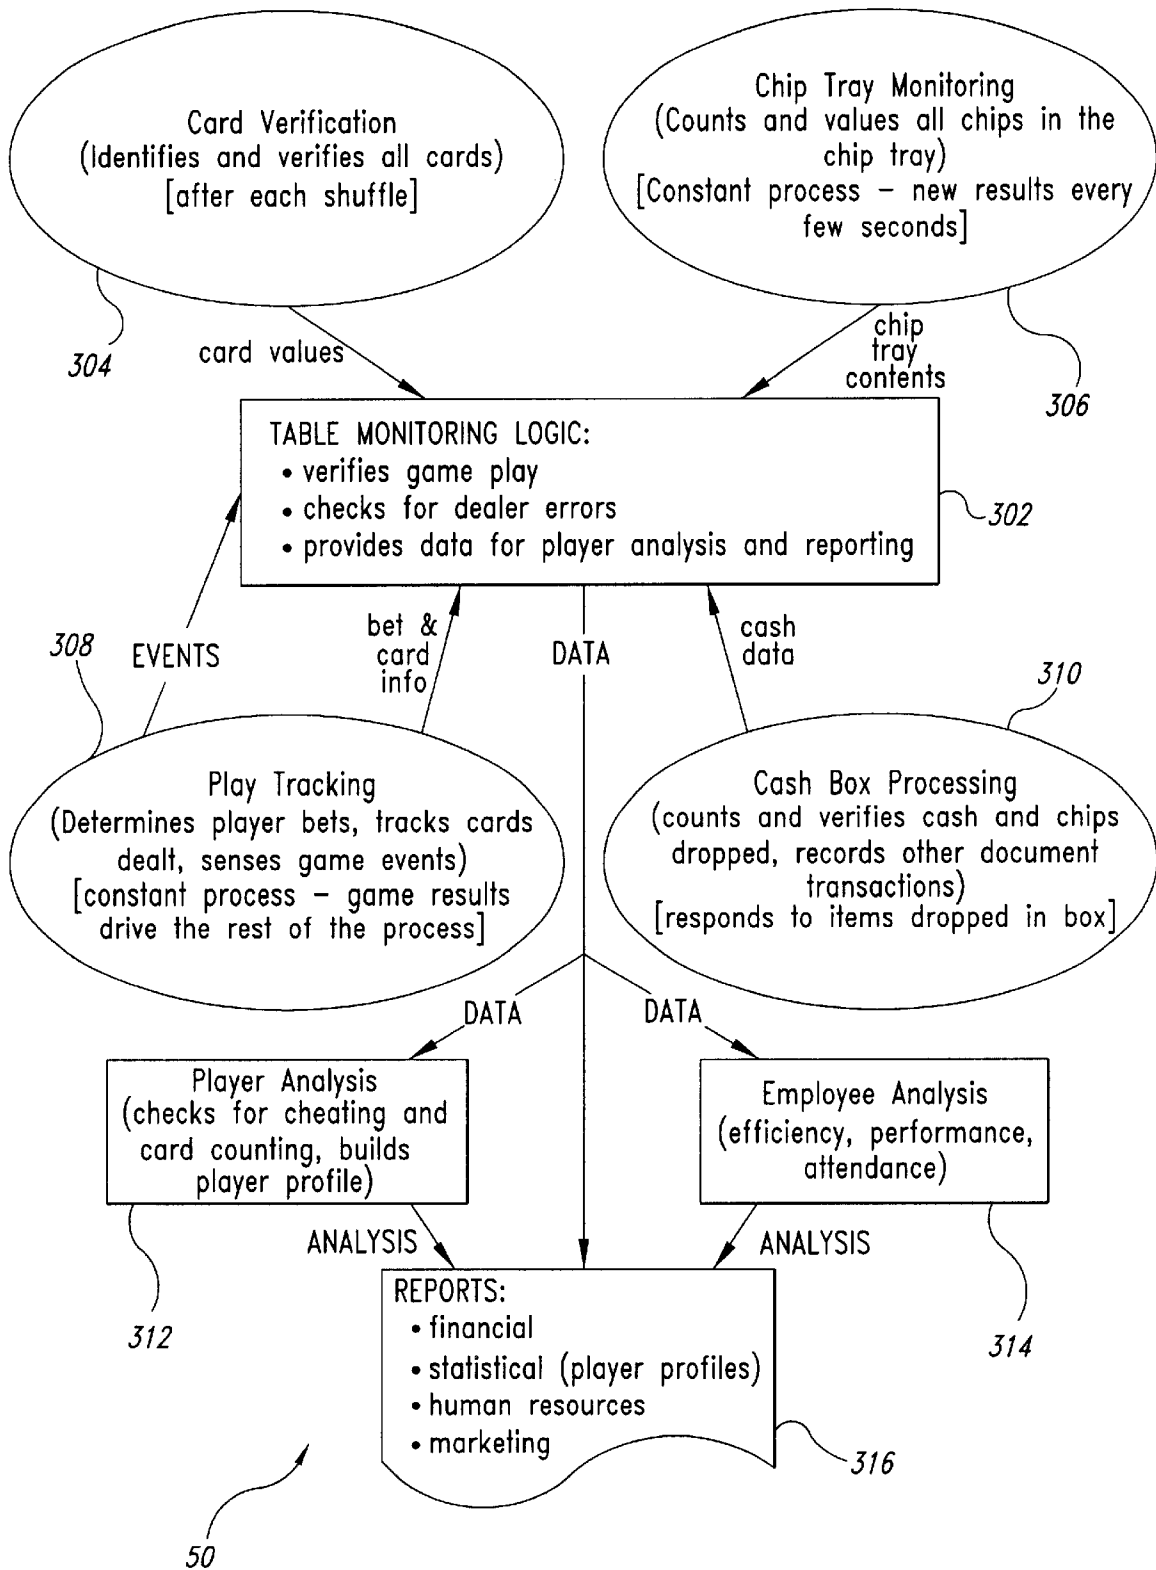 Card Verification
(Identifies and verifies all cards)
[after each shuffle]
304
Chip Tray Monitoring
(Counts and values all chips in the
chip tray)
[Constant process – new results every
few seconds]
306
card values
chip
tray
contents
TABLE MONITORING LOGIC:
• verifies game play
• checks for dealer errors
• provides data for player analysis and reporting
302
308
EVENTS
bet &
card
info
DATA
cash
data
310
Play Tracking
(Determines player bets, tracks cards
dealt, senses game events)
[constant process – game results
drive the rest of the process]
Cash Box Processing
(counts and verifies cash and chips
dropped, records other document
transactions)
[responds to items dropped in box]
DATA
DATA
Player Analysis
(checks for cheating and
card counting, builds
player profile)
312
Employee Analysis
(efficiency, performance,
attendance)
314
ANALYSIS
ANALYSIS
REPORTS:
• financial
• statistical (player profiles)
• human resources
• marketing
316
50